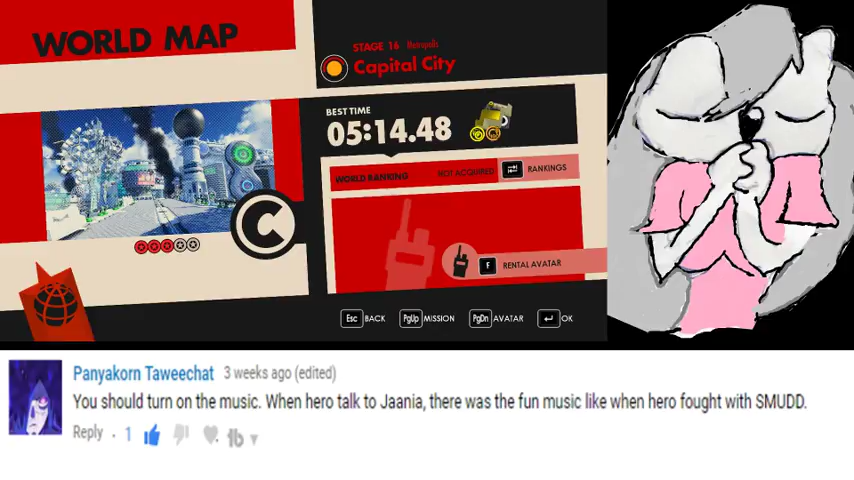 WORLD MAP
STAGE 16 Metropolis
Capital City
BEST TIME
05:14.48
WORLD RANKING NOT ACQUIRED RANKINGS
C
F RENTAL AVATAR
Esc BACK PgUp MISSION PgDn AVATAR OK
Panyakorn Taweechat 3 weeks ago (edited)
You should turn on the music. When hero talk to Jaania, there was the fun music like when hero fought with SMUDD.
Reply · 1 tb